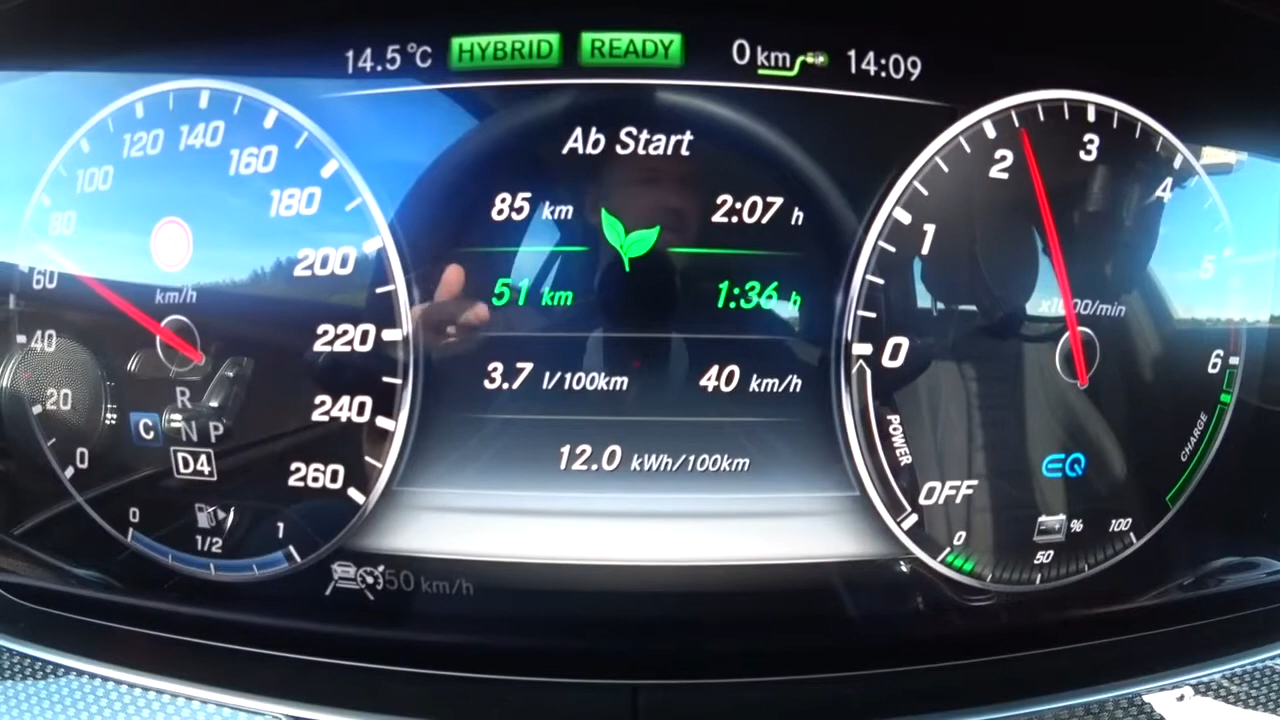 14.5°C HYBRID READY 0 km 14:09
Ab Start
85 km 2:07 h
51 km 1:36 h
3.7 l/100km 40 km/h
12.0 kWh/100km
0 20 40 60 80 100 120 140 160 180 200 220 240 260
km/h
R
C N P
D4
0 1/2 1
50 km/h
0 1 2 3 4 5 6
x1000/min
POWER
CHARGE
OFF
EQ
0 50 100
%